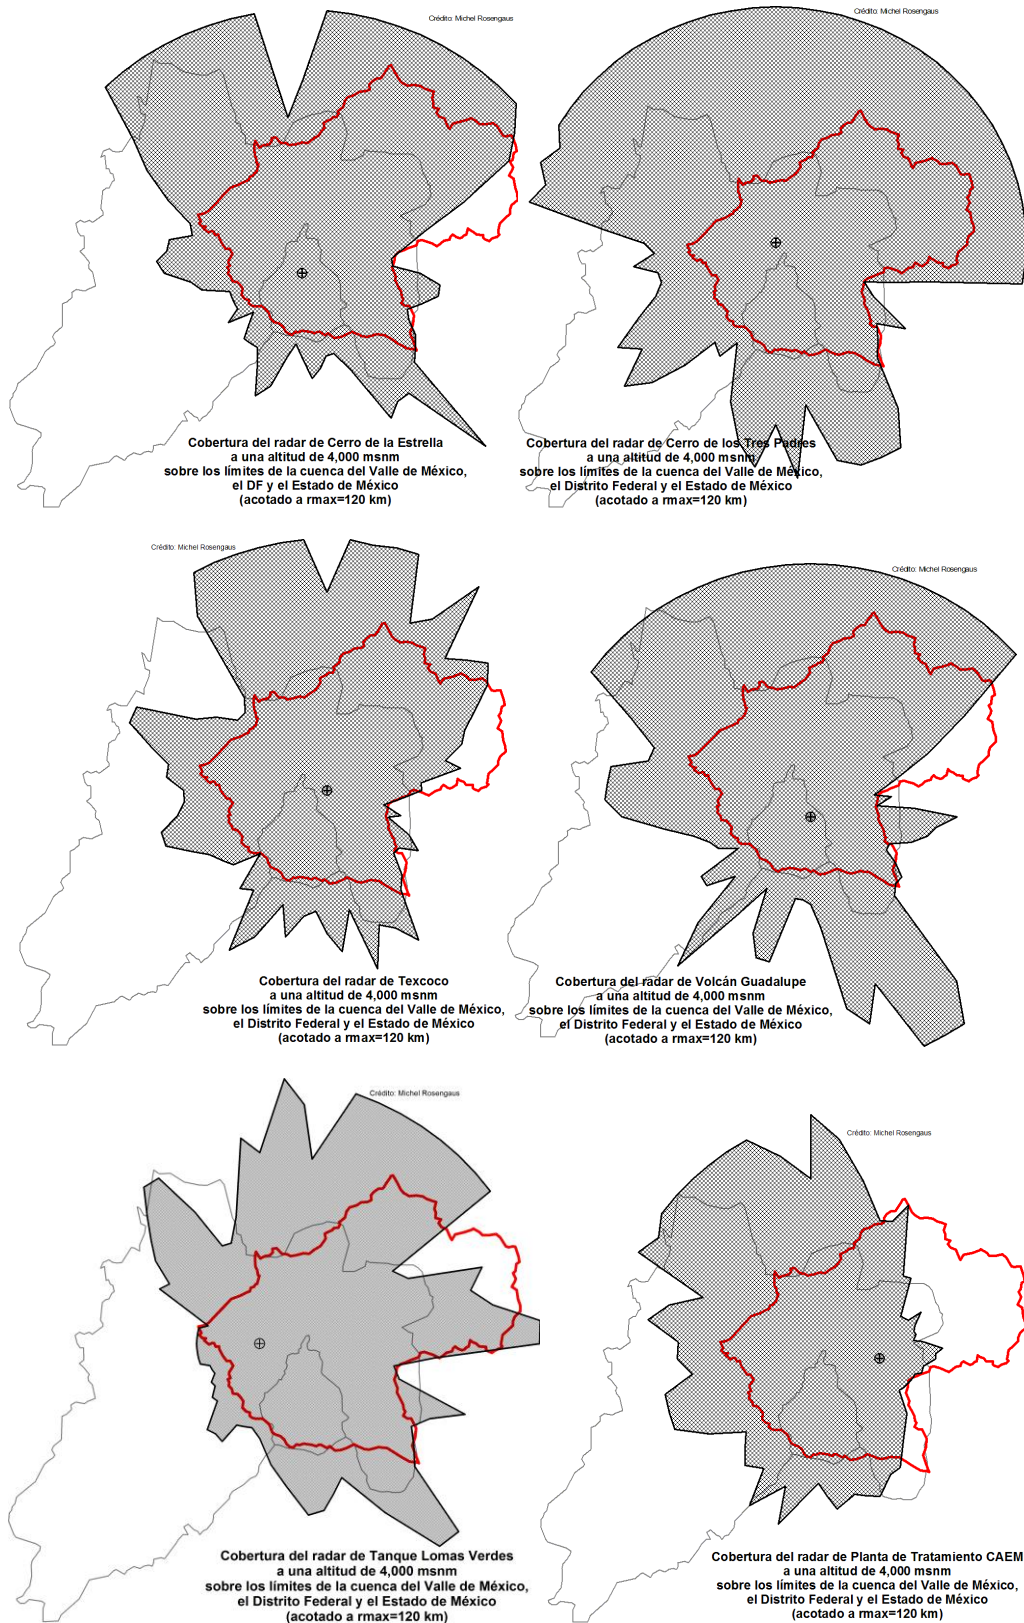 Crédito: Michel Rosengaus
Cobertura del radar de Cerro de la Estrella
a una altitud de 4,000 msnm
sobre los límites de la cuenca del Valle de México,
el DF y el Estado de México
(acotado a rmax=120 km)
Crédito: Michel Rosengaus
Cobertura del radar de Cerro de los Tres Padres
a una altitud de 4,000 msnm
sobre los límites de la cuenca del Valle de México,
el Distrito Federal y el Estado de México
(acotado a rmax=120 km)
Crédito: Michel Rosengaus
Cobertura del radar de Texcoco
a una altitud de 4,000 msnm
sobre los límites de la cuenca del Valle de México,
el Distrito Federal y el Estado de México
(acotado a rmax=120 km)
Crédito: Michel Rosengaus
Cobertura del radar de Volcán Guadalupe
a una altitud de 4,000 msnm
sobre los límites de la cuenca del Valle de México,
el Distrito Federal y el Estado de México
(acotado a rmax=120 km)
Crédito: Michel Rosengaus
Cobertura del radar de Tanque Lomas Verdes
a una altitud de 4,000 msnm
sobre los límites de la cuenca del Valle de México,
el Distrito Federal y el Estado de México
(acotado a rmax=120 km)
Crédito: Michel Rosengaus
Cobertura del radar de Planta de Tratamiento CAEM
a una altitud de 4,000 msnm
sobre los límites de la cuenca del Valle de México,
el Distrito Federal y el Estado de México
(acotado a rmax=120 km)